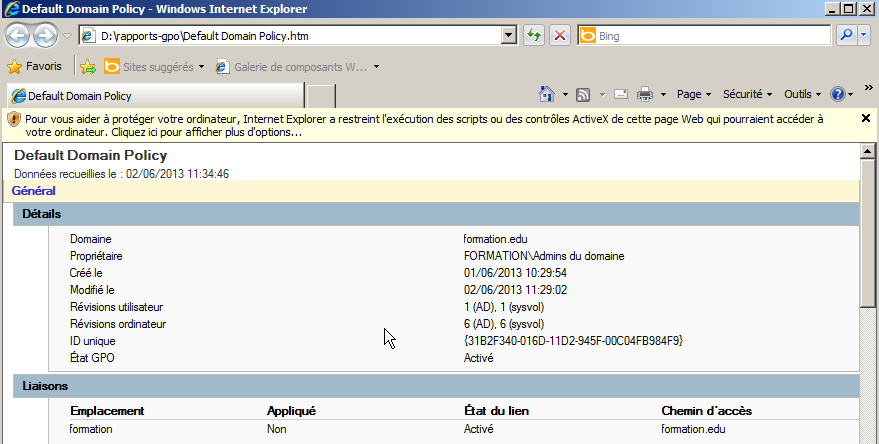 Default Domain Policy - Windows Internet Explorer
D:\rapports-gpo\Default Domain Policy.htm
Bing
Favoris
Sites suggérés
Galerie de composants W...
Default Domain Policy
Page
Sécurité
Outils
»
Pour vous aider à protéger votre ordinateur, Internet Explorer a restreint l'exécution des scripts ou des contrôles ActiveX de cette page Web qui pourraient accéder à
votre ordinateur. Cliquez ici pour afficher plus d'options...
Default Domain Policy
Données recueillies le : 02/06/2013 11:34:46
Général
Détails
Domaine formation.edu
Propriétaire FORMATION\Admins du domaine
Créé le 01/06/2013 10:29:54
Modifié le 02/06/2013 11:29:02
Révisions utilisateur 1 (AD), 1 (sysvol)
Révisions ordinateur 6 (AD), 6 (sysvol)
ID unique {31B2F340-016D-11D2-945F-00C04FB984F9}
État GPO Activé
Liaisons
Emplacement Appliqué État du lien Chemin d'accès
formation Non Activé formation.edu